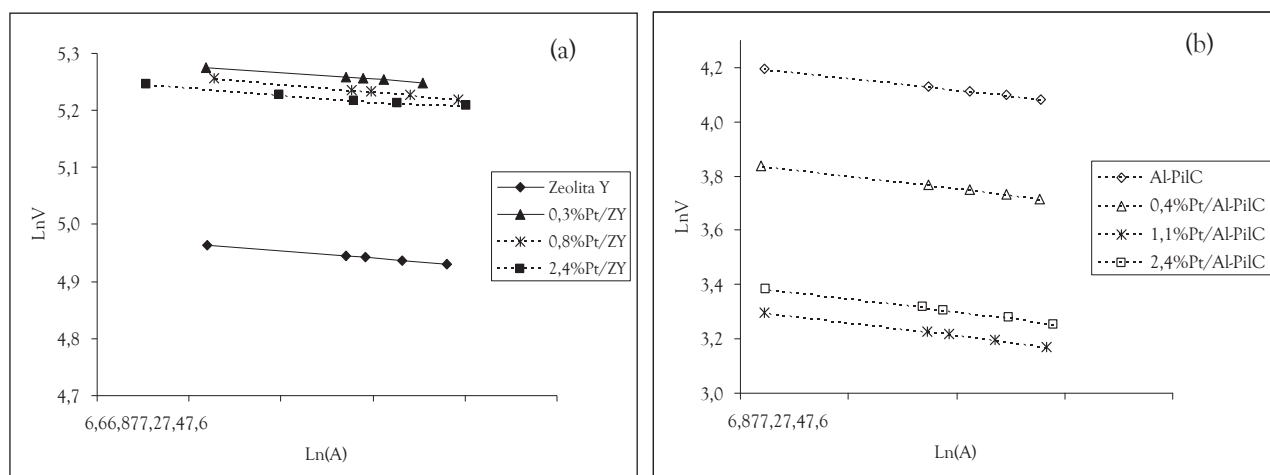 (a)
5,3
5,2
5,1
5,0
4,9
4,8
4,7
LnV
6,66,877,27,47,6
Ln(A)
Zeolita Y
0,3%Pt/ZY
0,8%Pt/ZY
2,4%Pt/ZY
(b)
4,2
4,0
3,8
3,6
3,4
3,2
3,0
LnV
6,877,27,47,6
Ln(A)
Al-PilC
0,4%Pt/Al-PilC
1,1%Pt/Al-PilC
2,4%Pt/Al-PilC